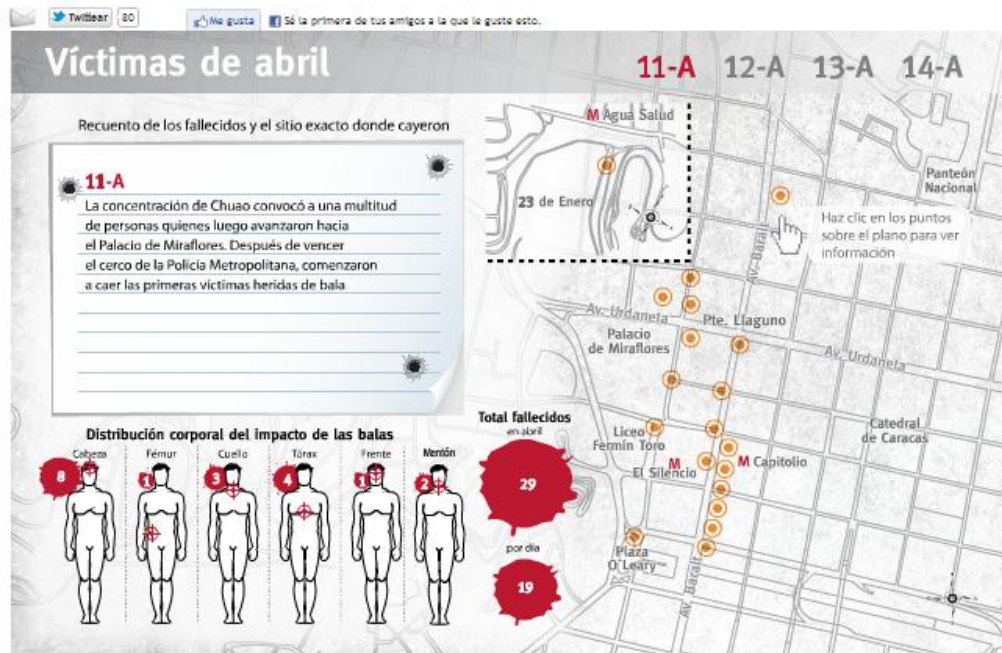 Twittear 80 Me gusta Sé la primera de tus amigos a la que le guste esto.
Víctimas de abril
11-A 12-A 13-A 14-A
Recuento de los fallecidos y el sitio exacto donde cayeron
11-A
La concentración de Chuao convocó a una multitud
de personas quienes luego avanzaron hacia
el Palacio de Miraflores. Después de vencer
el cerco de la Policía Metropolitana, comenzaron
a caer las primeras víctimas heridas de bala
M Agua Salud
23 de Enero
Panteón
Nacional
Haz clic en los puntos
sobre el plano para ver
información
Av. Baralt
Av. Urdaneta
Pte. Llaguno
Palacio
de Miraflores
Av. Urdaneta
Catedral
de Caracas
Liceo
Fermín Toro
El Silencio
M
M Capitolio
Plaza
O'Leary
Av. Baralt
Distribución corporal del impacto de las balas
Cabeza Fémur Cuello Tórax Frente Mentón
8 1 3 4 1 2
Total fallecidos
en abril
29
por día
19